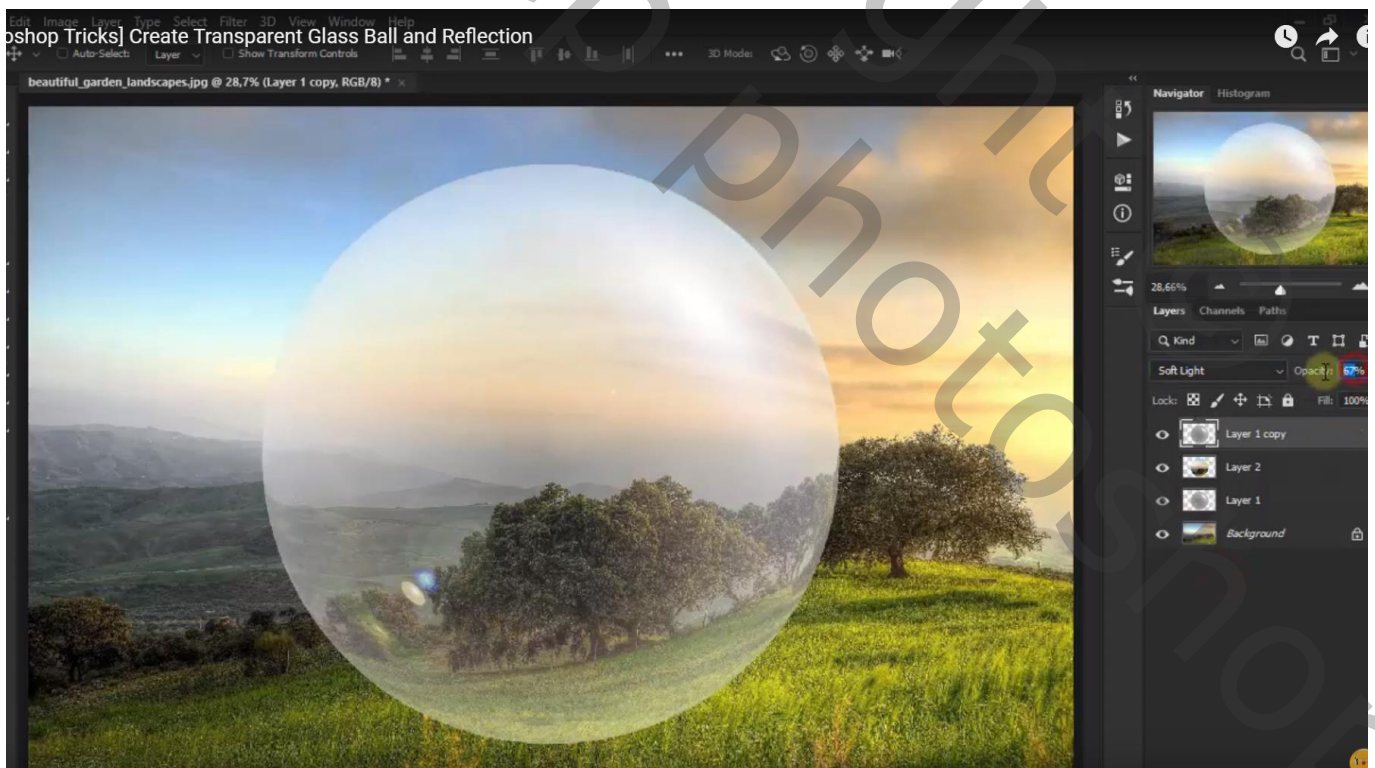 Edit Image Layer Type Select Filter 3D View Window Help
oshop Tricks] Create Transparent Glass Ball and Reflection
Auto-Select: Layer Show Transform Controls 3D Mode:
beautiful_garden_landscapes.jpg @ 28,7% (Layer 1 copy, RGB/8) *
Navigator Histogram
28,66%
Layers Channels Paths
Kind
Soft Light Opacity: 67%
Lock: Fill: 100%
Layer 1 copy
Layer 2
Layer 1
Background
photosho